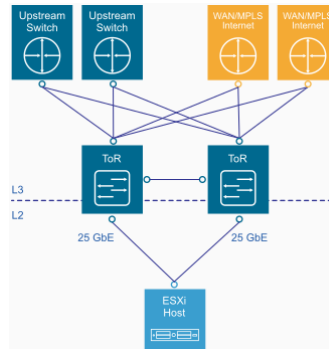 Upstream
Switch
Upstream
Switch
WAN/MPLS
Internet
WAN/MPLS
Internet
ToR
ToR
L3
L2
25 GbE
25 GbE
ESXi
Host